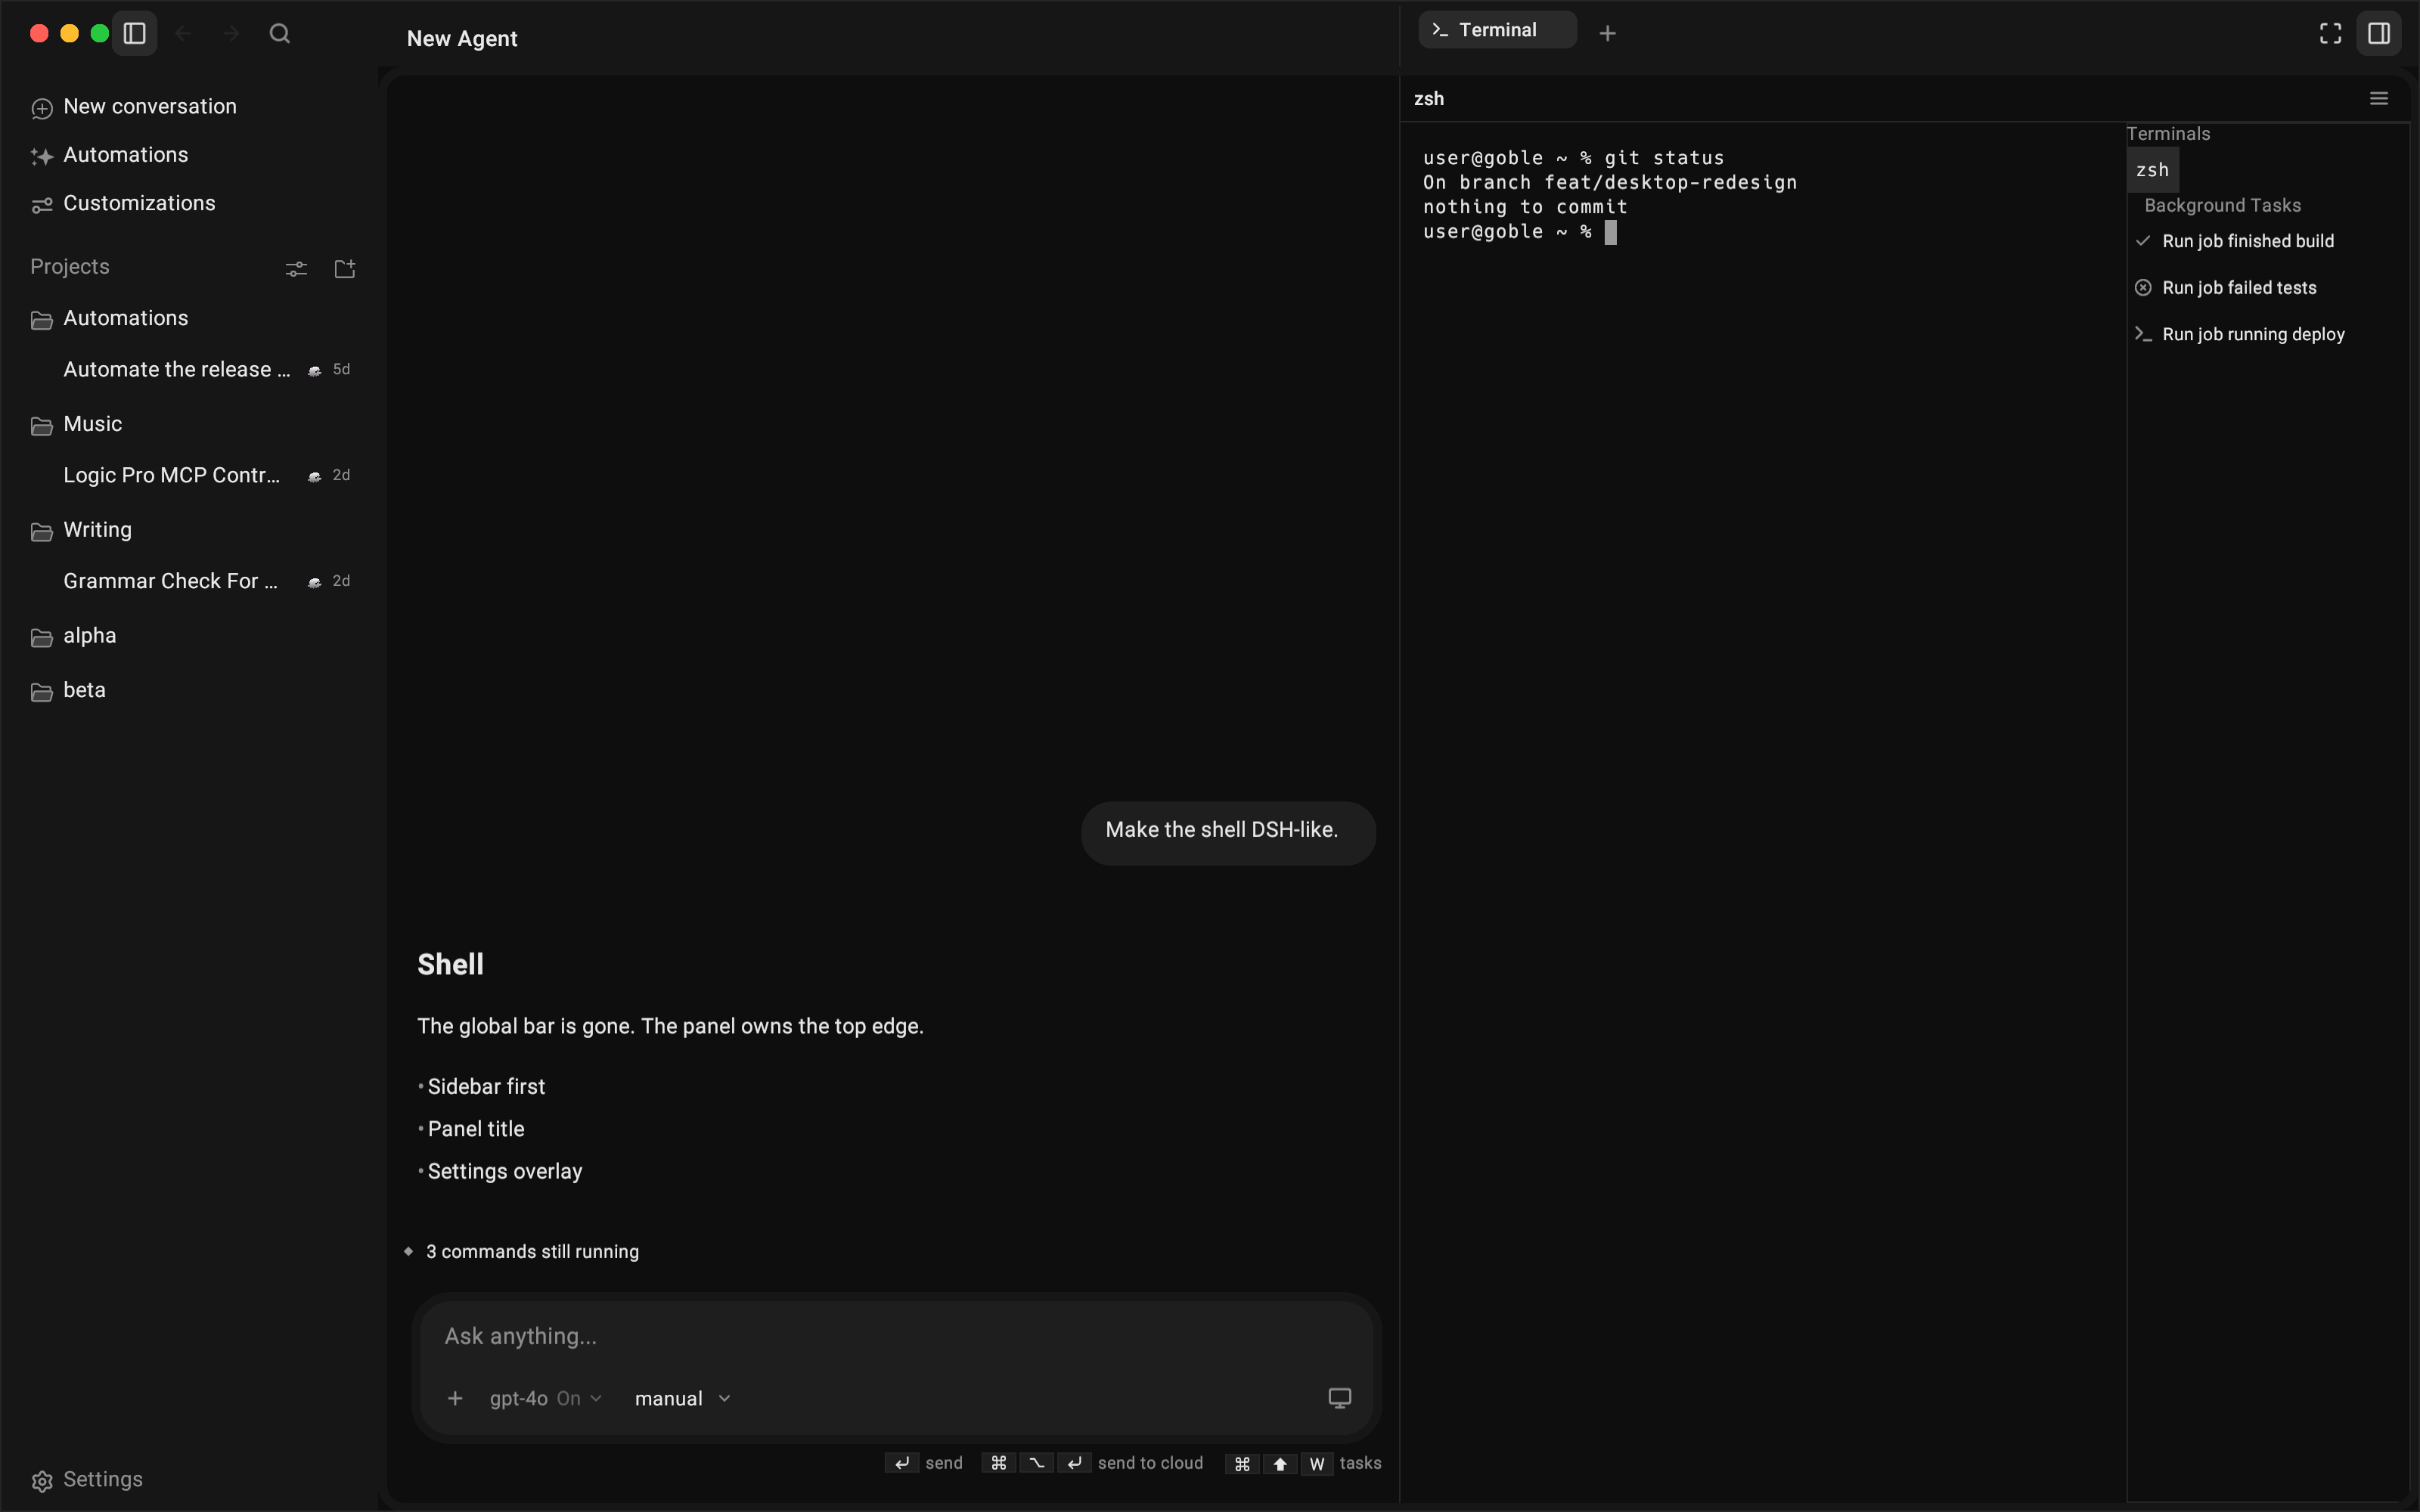 New Agent
Terminal
New conversation
Automations
Customizations
Projects
Automations
Automate the release ... 5d
Music
Logic Pro MCP Contr... 2d
Writing
Grammar Check For ... 2d
alpha
beta
Settings
Make the shell DSH-like.
Shell
The global bar is gone. The panel owns the top edge.
• Sidebar first
• Panel title
• Settings overlay
3 commands still running
Ask anything...
gpt-4o On
manual
send
send to cloud
W tasks
zsh
user@goble ~ % git status
On branch feat/desktop-redesign
nothing to commit
user@goble ~ %
Terminals
zsh
Background Tasks
Run job finished build
Run job failed tests
Run job running deploy